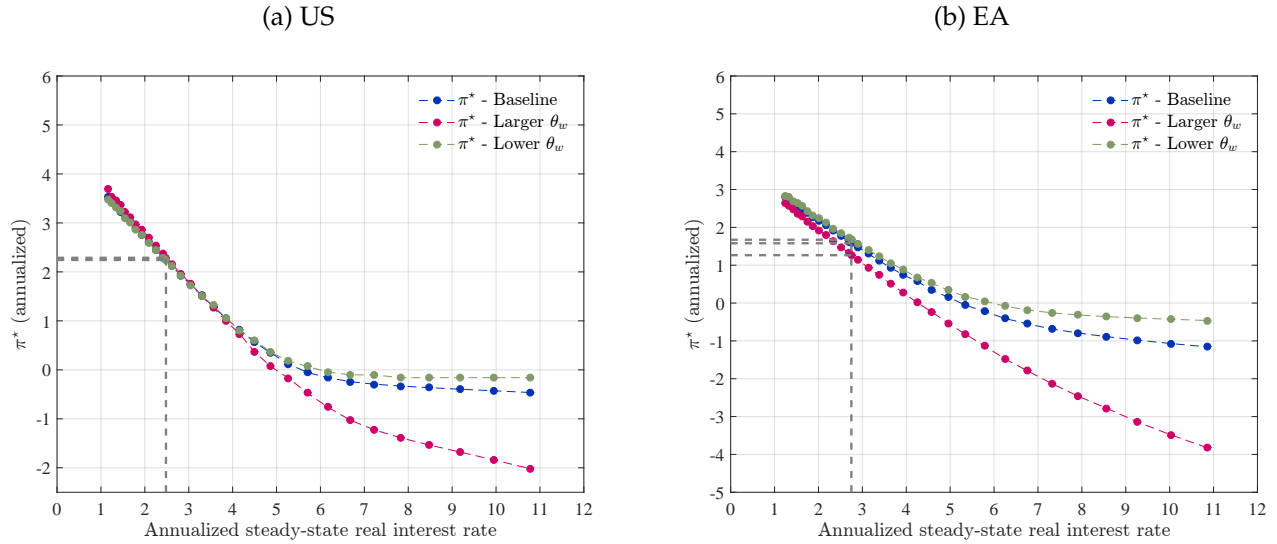 (a) US
6
5
4
3
2
1
0
-1
-2
π* (annualized)
π* - Baseline
π* - Larger θw
π* - Lower θw
0 1 2 3 4 5 6 7 8 9 10 11 12
Annualized steady-state real interest rate
(b) EA
6
5
4
3
2
1
0
-1
-2
-3
-4
-5
π* (annualized)
π* - Baseline
π* - Larger θw
π* - Lower θw
0 1 2 3 4 5 6 7 8 9 10 11 12
Annualized steady-state real interest rate